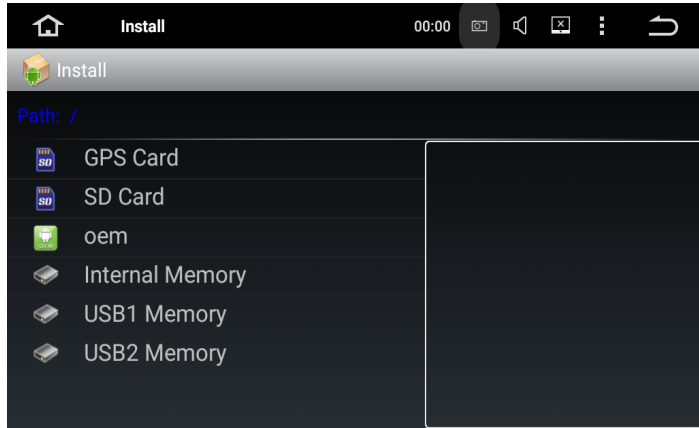 Install
00:00
Install
Path: /
GPS Card
SD Card
oem
Internal Memory
USB1 Memory
USB2 Memory